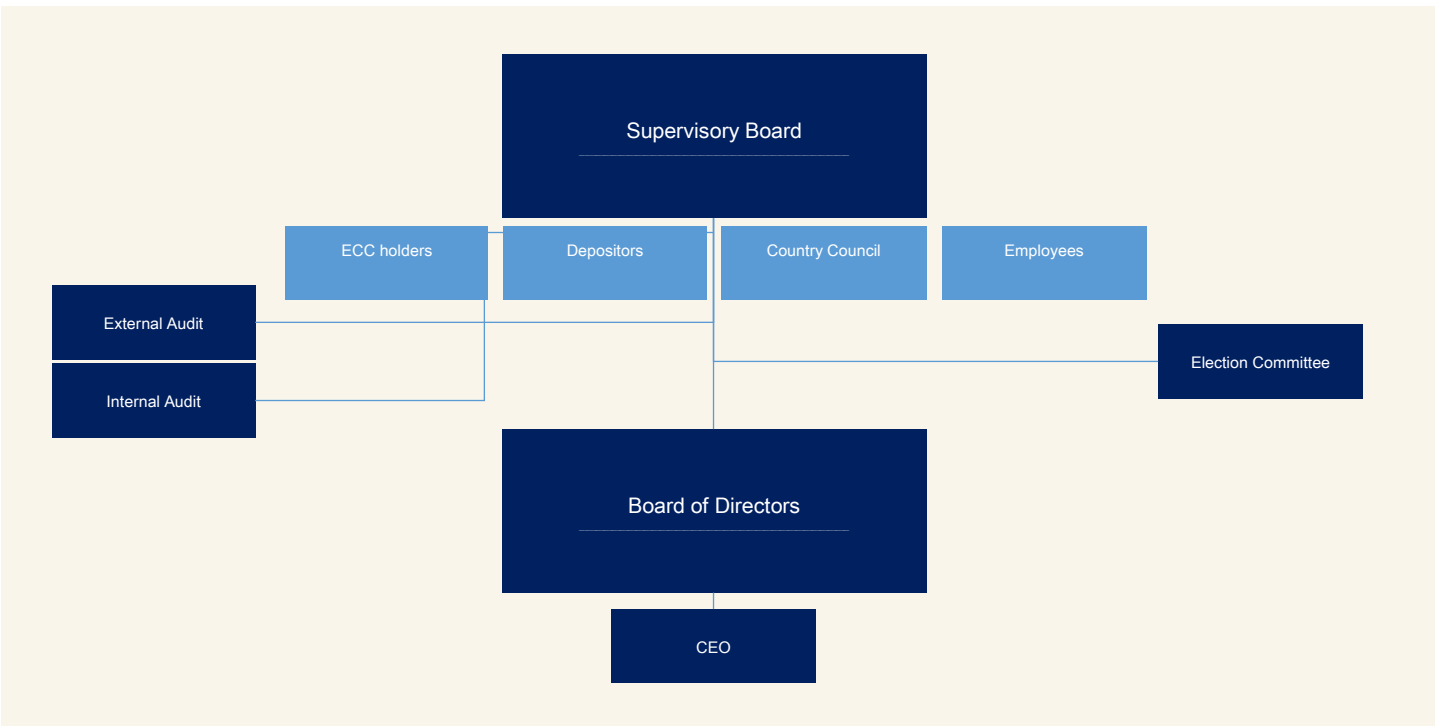 Supervisory Board
ECC holders
Depositors
Country Council
Employees
External Audit
Internal Audit
Election Committee
Board of Directors
CEO